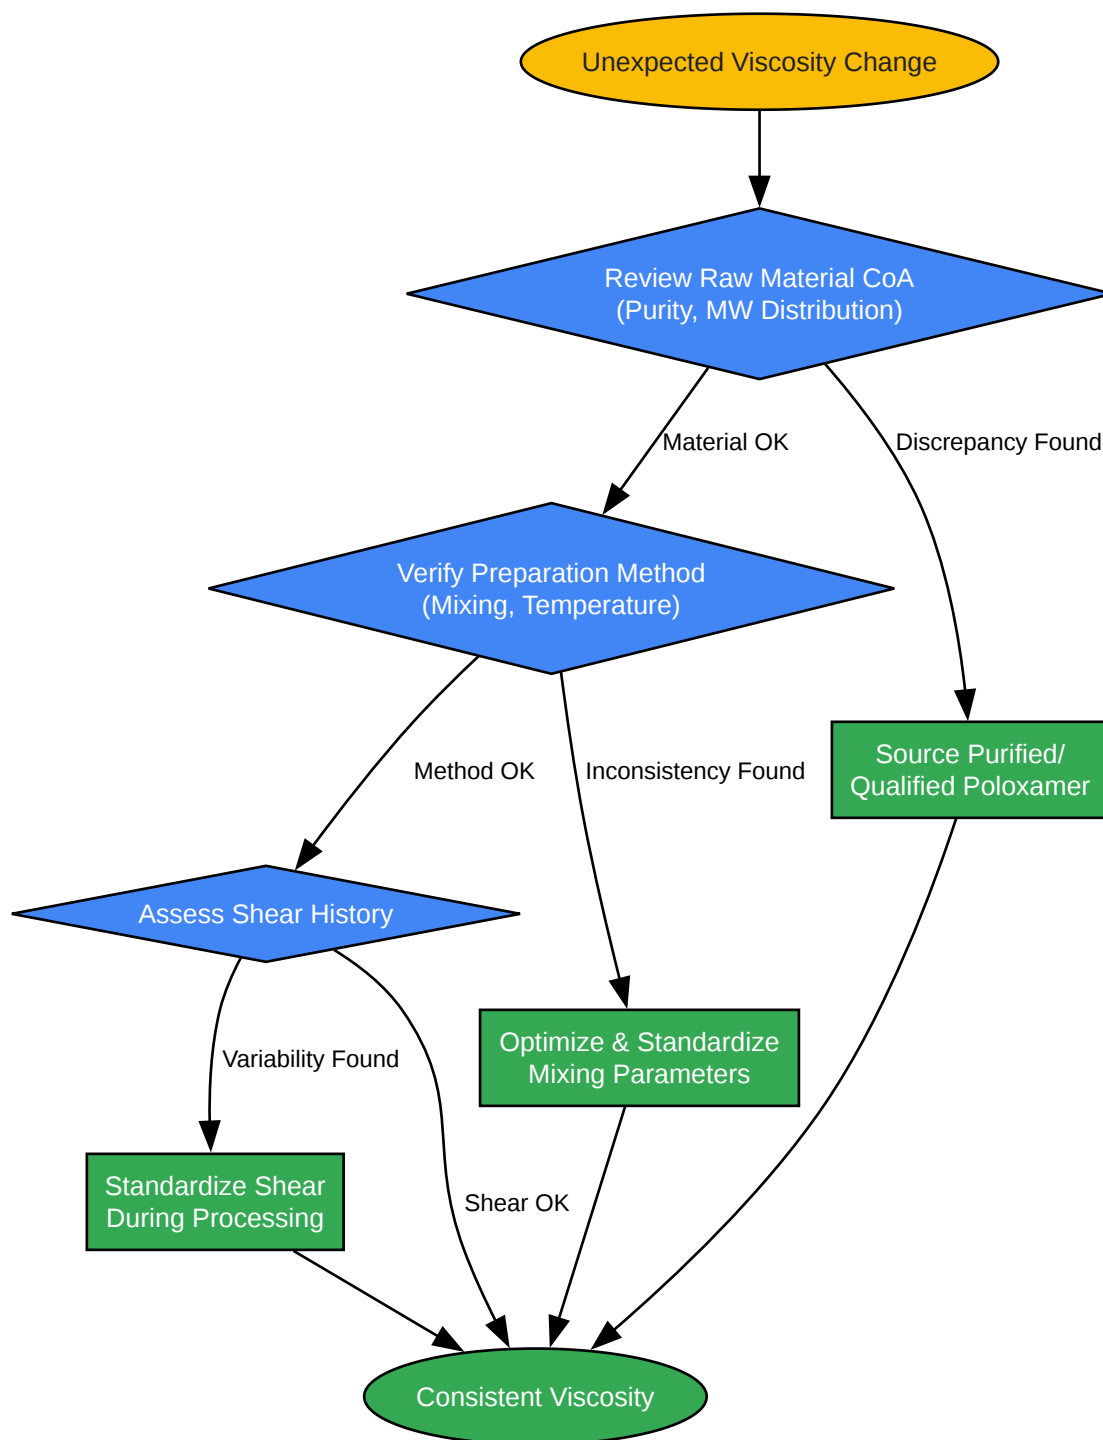 Unexpected Viscosity Change
Review Raw Material CoA
(Purity, MW Distribution)
Material OK
Discrepancy Found
Verify Preparation Method
(Mixing, Temperature)
Source Purified/
Qualified Poloxamer
Method OK
Inconsistency Found
Assess Shear History
Optimize & Standardize
Mixing Parameters
Variability Found
Standardize Shear
During Processing
Shear OK
Consistent Viscosity